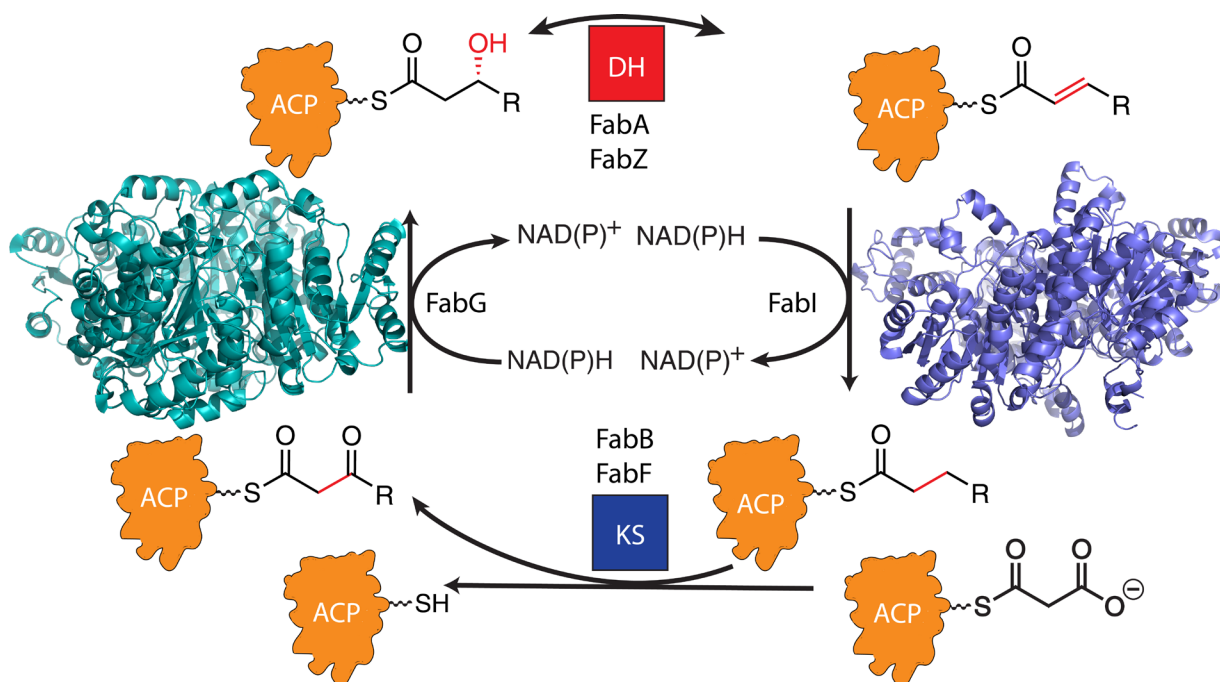 O
OH
ACP
S
R
DH
FabA
FabZ
O
ACP
S
R
NAD(P)+
NAD(P)H
FabG
FabI
NAD(P)H
NAD(P)+
O
O
ACP
S
R
FabB
FabF
KS
O
ACP
S
R
ACP
SH
O
O
ACP
S
O⊖